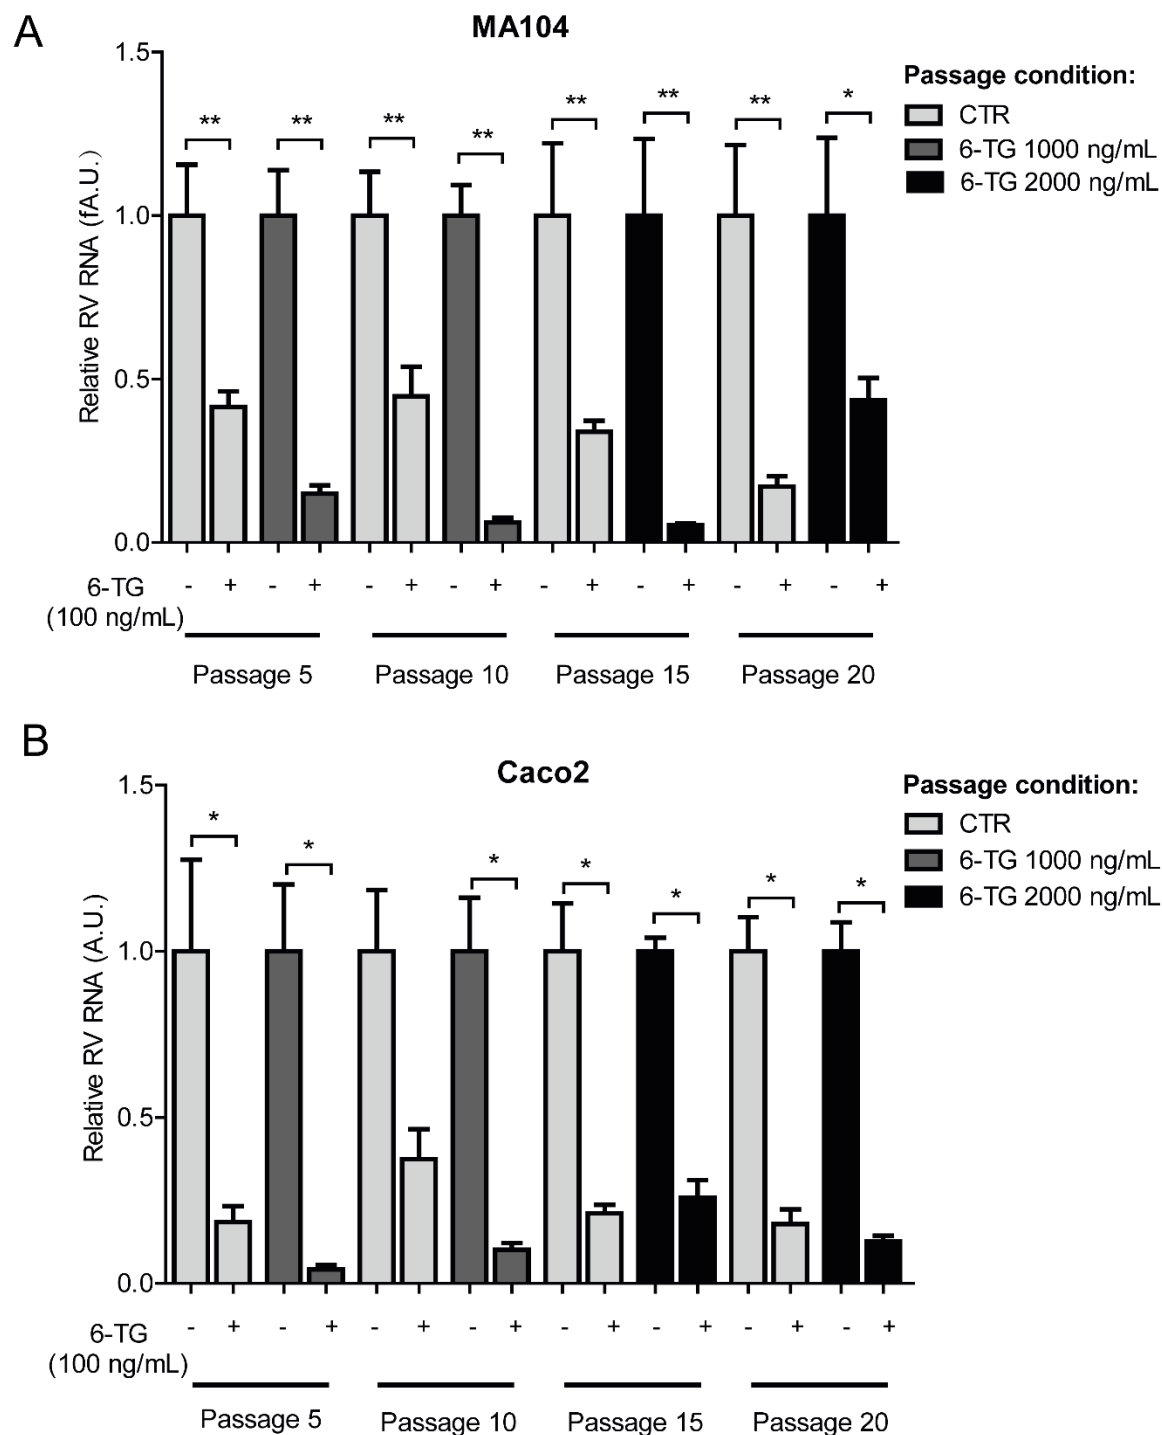 A
MA104
Passage condition:
CTR
6-TG 1000 ng/mL
6-TG 2000 ng/mL
Relative RV RNA (fA.U.)
1.5
1.0
0.5
0.0
** ** ** ** ** ** ** *
6-TG
(100 ng/mL)
- + - + - + - + - + - + - + - +
Passage 5 Passage 10 Passage 15 Passage 20
B
Caco2
Passage condition:
CTR
6-TG 1000 ng/mL
6-TG 2000 ng/mL
Relative RV RNA (A.U.)
1.5
1.0
0.5
0.0
* * * * * * *
6-TG
(100 ng/mL)
- + - + - + - + - + - + - + - +
Passage 5 Passage 10 Passage 15 Passage 20